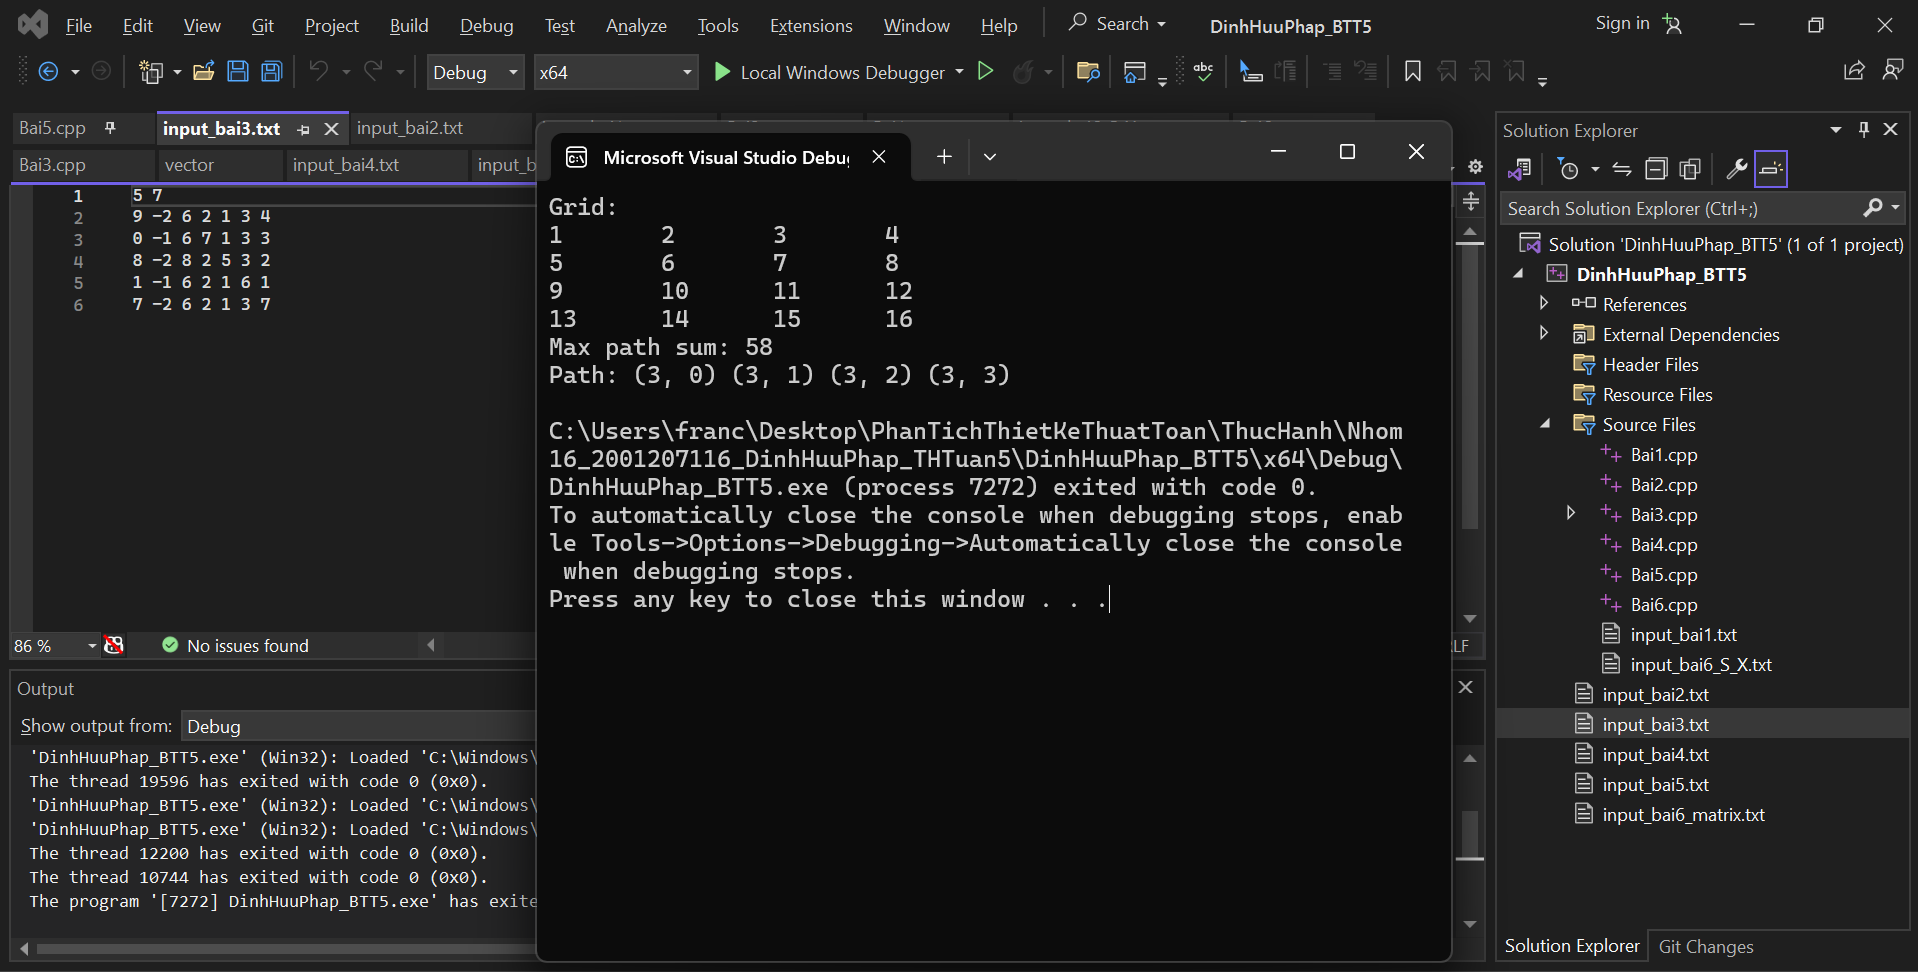 File Edit View Git Project Build Debug Test Analyze Tools Extensions Window Help Search DinhHuuPhap_BTT5 Sign in
Debug x64 Local Windows Debugger abc
Bai5.cpp input_bai3.txt input_bai2.txt
Bai3.cpp vector input_bai4.txt input_b
1 5 7
2 9 -2 6 2 1 3 4
3 0 -1 6 7 1 3 3
4 8 -2 8 2 5 3 2
5 1 -1 6 2 1 6 1
6 7 -2 6 2 1 3 7
86 % No issues found
LF
Output
Show output from: Debug
'DinhHuuPhap_BTT5.exe' (Win32): Loaded 'C:\Windows\
The thread 19596 has exited with code 0 (0x0).
'DinhHuuPhap_BTT5.exe' (Win32): Loaded 'C:\Windows\
'DinhHuuPhap_BTT5.exe' (Win32): Loaded 'C:\Windows\
The thread 12200 has exited with code 0 (0x0).
The thread 10744 has exited with code 0 (0x0).
The program '[7272] DinhHuuPhap_BTT5.exe' has exite
C:\ Microsoft Visual Studio Debu
Grid:
1 2 3 4
5 6 7 8
9 10 11 12
13 14 15 16
Max path sum: 58
Path: (3, 0) (3, 1) (3, 2) (3, 3)
C:\Users\franc\Desktop\PhanTichThietKeThuatToan\ThucHanh\Nhom
16_2001207116_DinhHuuPhap_THTuan5\DinhHuuPhap_BTT5\x64\Debug\
DinhHuuPhap_BTT5.exe (process 7272) exited with code 0.
To automatically close the console when debugging stops, enab
le Tools->Options->Debugging->Automatically close the console
when debugging stops.
Press any key to close this window . . .
Solution Explorer
Search Solution Explorer (Ctrl+;)
Solution 'DinhHuuPhap_BTT5' (1 of 1 project)
DinhHuuPhap_BTT5
References
External Dependencies
Header Files
Resource Files
Source Files
Bai1.cpp
Bai2.cpp
Bai3.cpp
Bai4.cpp
Bai5.cpp
Bai6.cpp
input_bai1.txt
input_bai6_S_X.txt
input_bai2.txt
input_bai3.txt
input_bai4.txt
input_bai5.txt
input_bai6_matrix.txt
Solution Explorer Git Changes